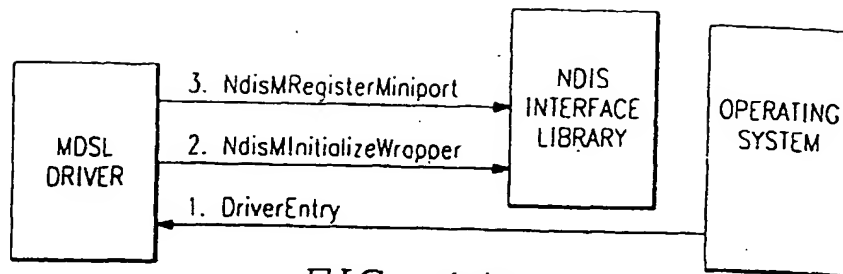 3. NdisMRegisterMiniport
NDIS
INTERFACE
LIBRARY
OPERATING
SYSTEM
MDSL
DRIVER
2. NdisMInitializeWrapper
1. DriverEntry